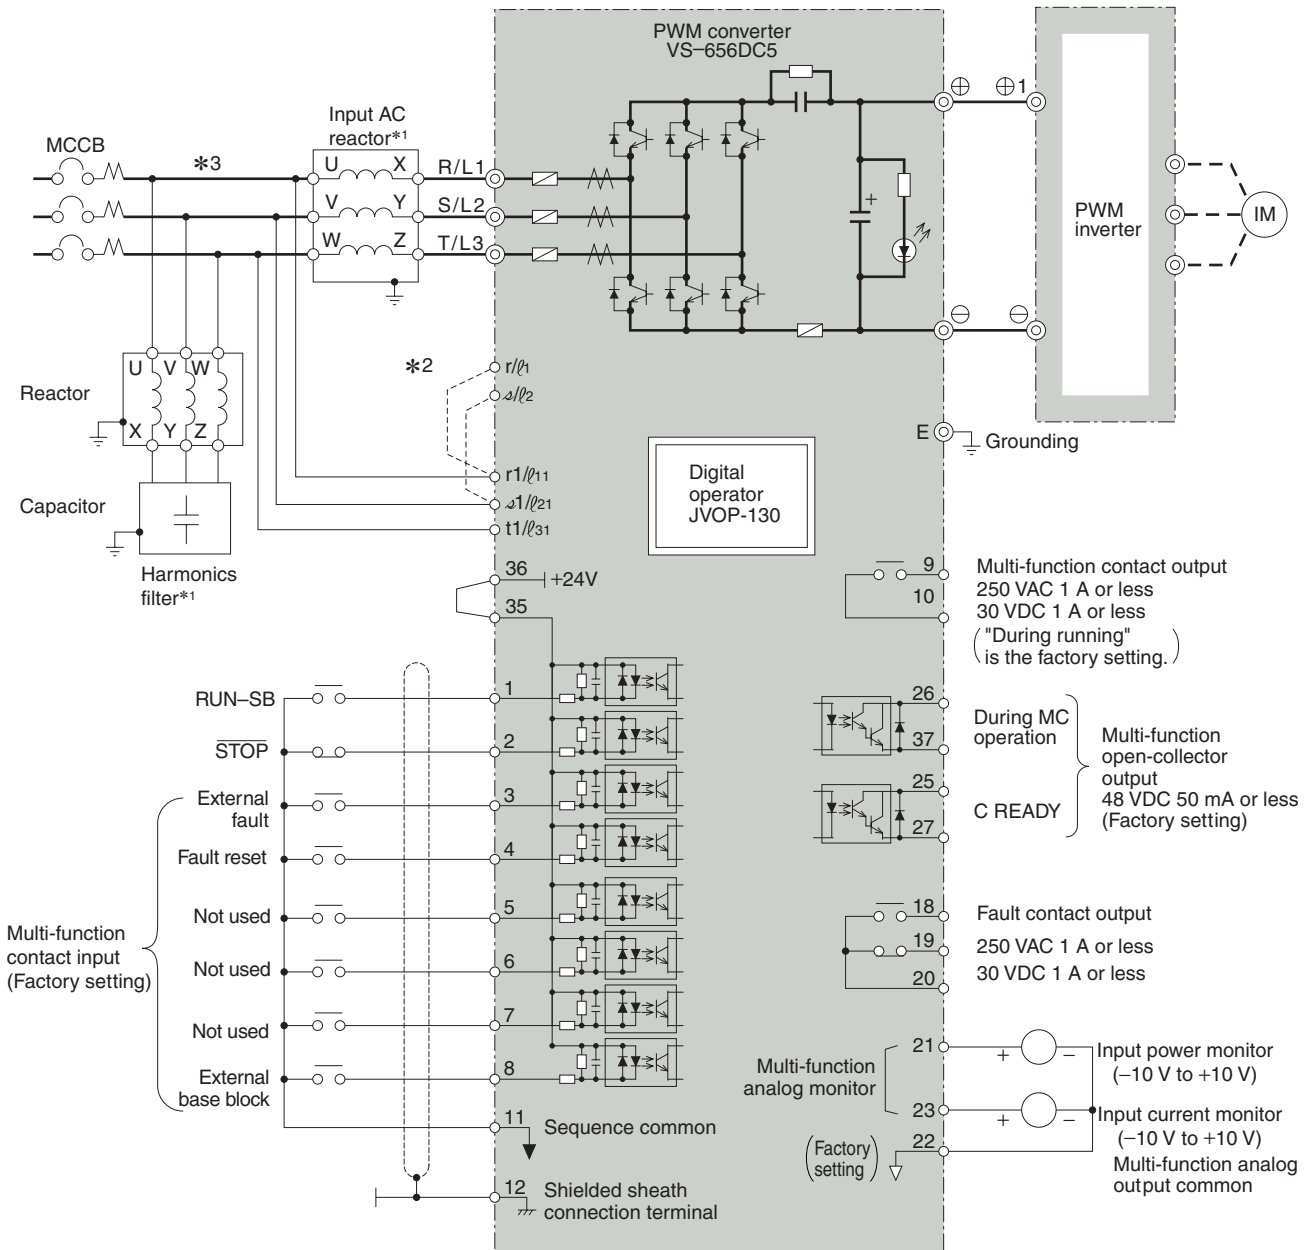 PWM converter
VS–656DC5
⊕ ⊕1
Input AC
reactor*1
MCCB
*3
U X R/L1
V Y S/L2
W Z T/L3
+
PWM
inverter
IM
⊖ ⊖
*2
r/ℓ1
s/ℓ2
U V W
Reactor
X Y Z
E Grounding
Digital
operator
JVOP-130
r1/ℓ11
s1/ℓ21
t1/ℓ31
Capacitor
Harmonics
filter*1
36 +24V
35
9 Multi-function contact output
250 VAC 1 A or less
10 30 VDC 1 A or less
("During running"
is the factory setting.)
RUN–SB 1
STOP 2
External
fault 3
Fault reset 4
Not used 5
Not used 6
Not used 7
External
base block 8
Multi-function
contact input
(Factory setting)
26
During MC
operation
37
25
C READY
27
Multi-function
open-collector
output
48 VDC 50 mA or less
(Factory setting)
18 Fault contact output
19 250 VAC 1 A or less
20 30 VDC 1 A or less
Multi-function
analog monitor
21 + – Input power monitor
(–10 V to +10 V)
23 + – Input current monitor
(–10 V to +10 V)
22
(Factory
setting)
Multi-function analog
output common
11 Sequence common
12 Shielded sheath
connection terminal